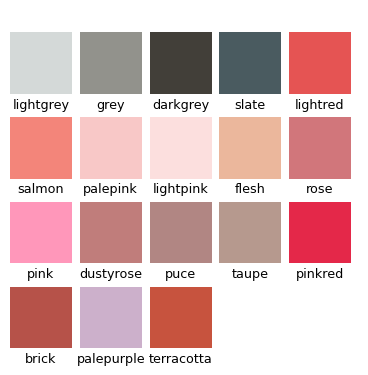 lightgrey grey darkgrey slate lightred
salmon palepink lightpink flesh rose
pink dustyrose puce taupe pinkred
brick palepurple terracotta